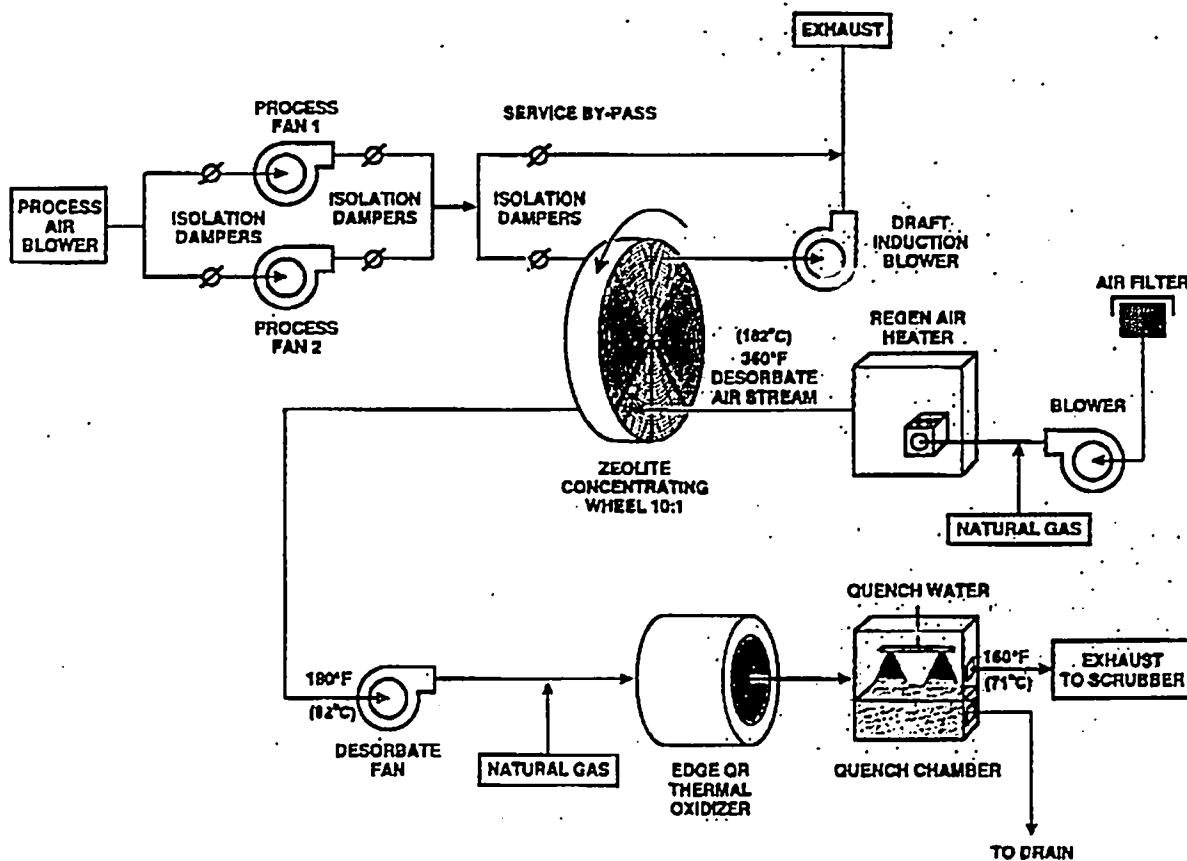 EXHAUST
PROCESS
FAN 1
SERVICE BY-PASS
PROCESS
AIR
BLOWER
ISOLATION
DAMPERS
ISOLATION
DAMPERS
ISOLATION
DAMPERS
PROCESS
FAN 2
DRAFT
INDUCTION
BLOWER
AIR FILTER
REGEN AIR
HEATER
(182°C)
360°F
DESORBATE
AIR STREAM
BLOWER
ZEOLITE
CONCENTRATING
WHEEL 10:1
NATURAL GAS
QUENCH WATER
180°F
(82°C)
DESORBATE
FAN
NATURAL GAS
EDGE OR
THERMAL
OXIDIZER
QUENCH CHAMBER
160°F
(71°C)
EXHAUST
TO SCRUBBER
TO DRAIN